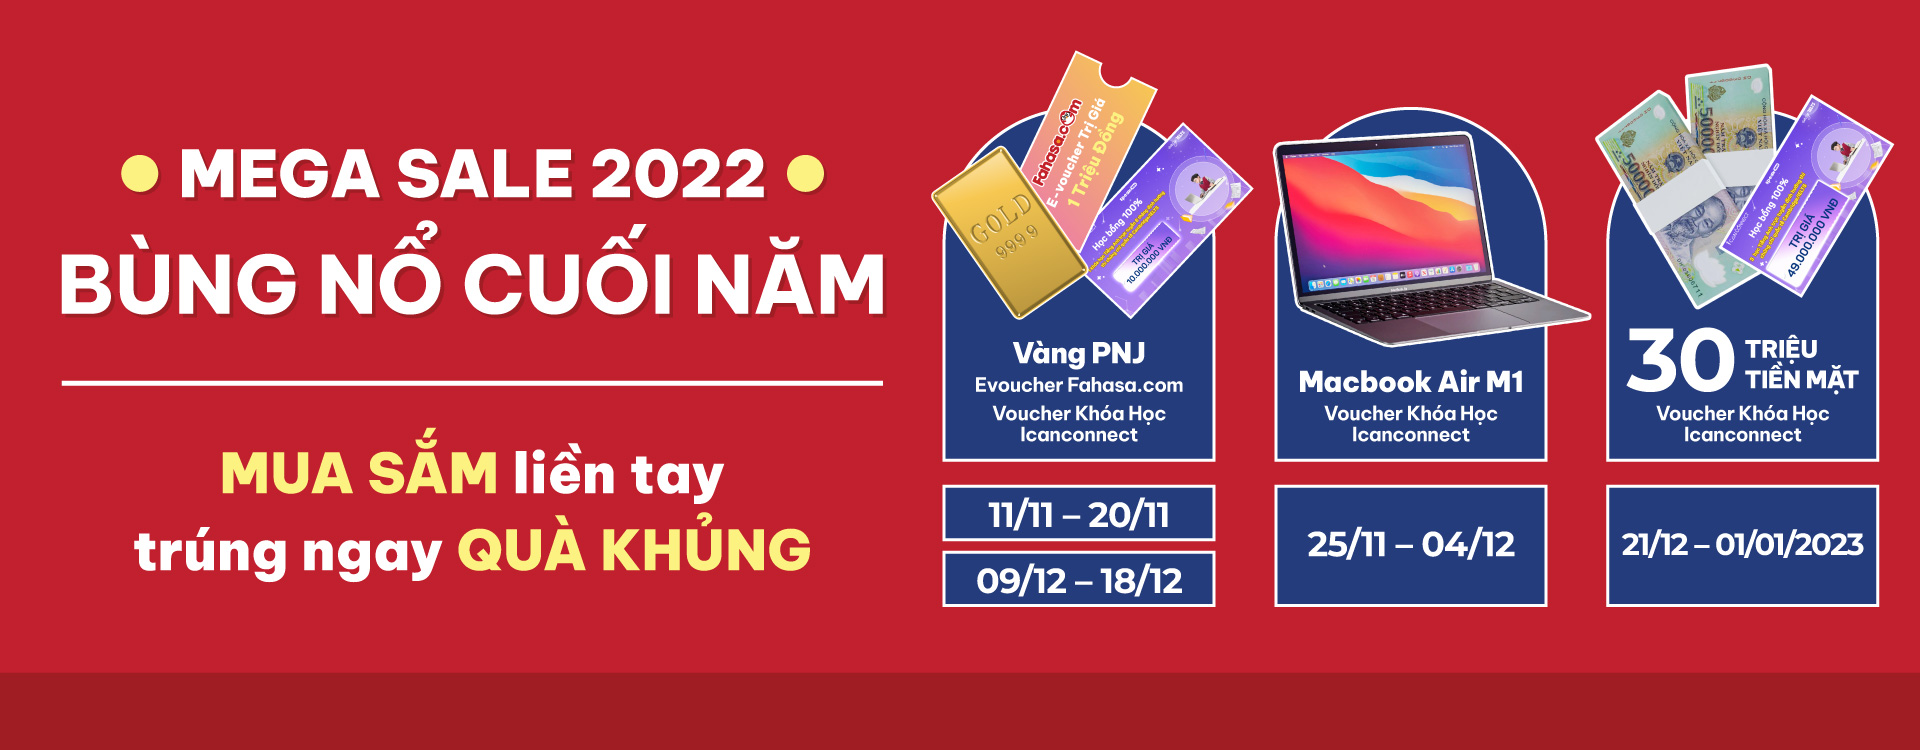 MEGA SALE 2022
BÙNG NỔ CUỐI NĂM
MUA SẮM liền tay
trúng ngay QUÀ KHỦNG
GOLD
9999
Fahasa.com
E-voucher Trị Giá
1 Triệu Đồng
Học bổng 100%
TRỊ GIÁ
10.000.000 VNĐ
Vàng PNJ
Evoucher Fahasa.com
Voucher Khóa Học
Icanconnect
11/11 – 20/11
09/12 – 18/12
Macbook Air M1
Voucher Khóa Học
Icanconnect
25/11 – 04/12
Học bổng 100%
TRỊ GIÁ
49.000.000 VNĐ
30 TRIỆU
TIỀN MẶT
Voucher Khóa Học
Icanconnect
21/12 – 01/01/2023